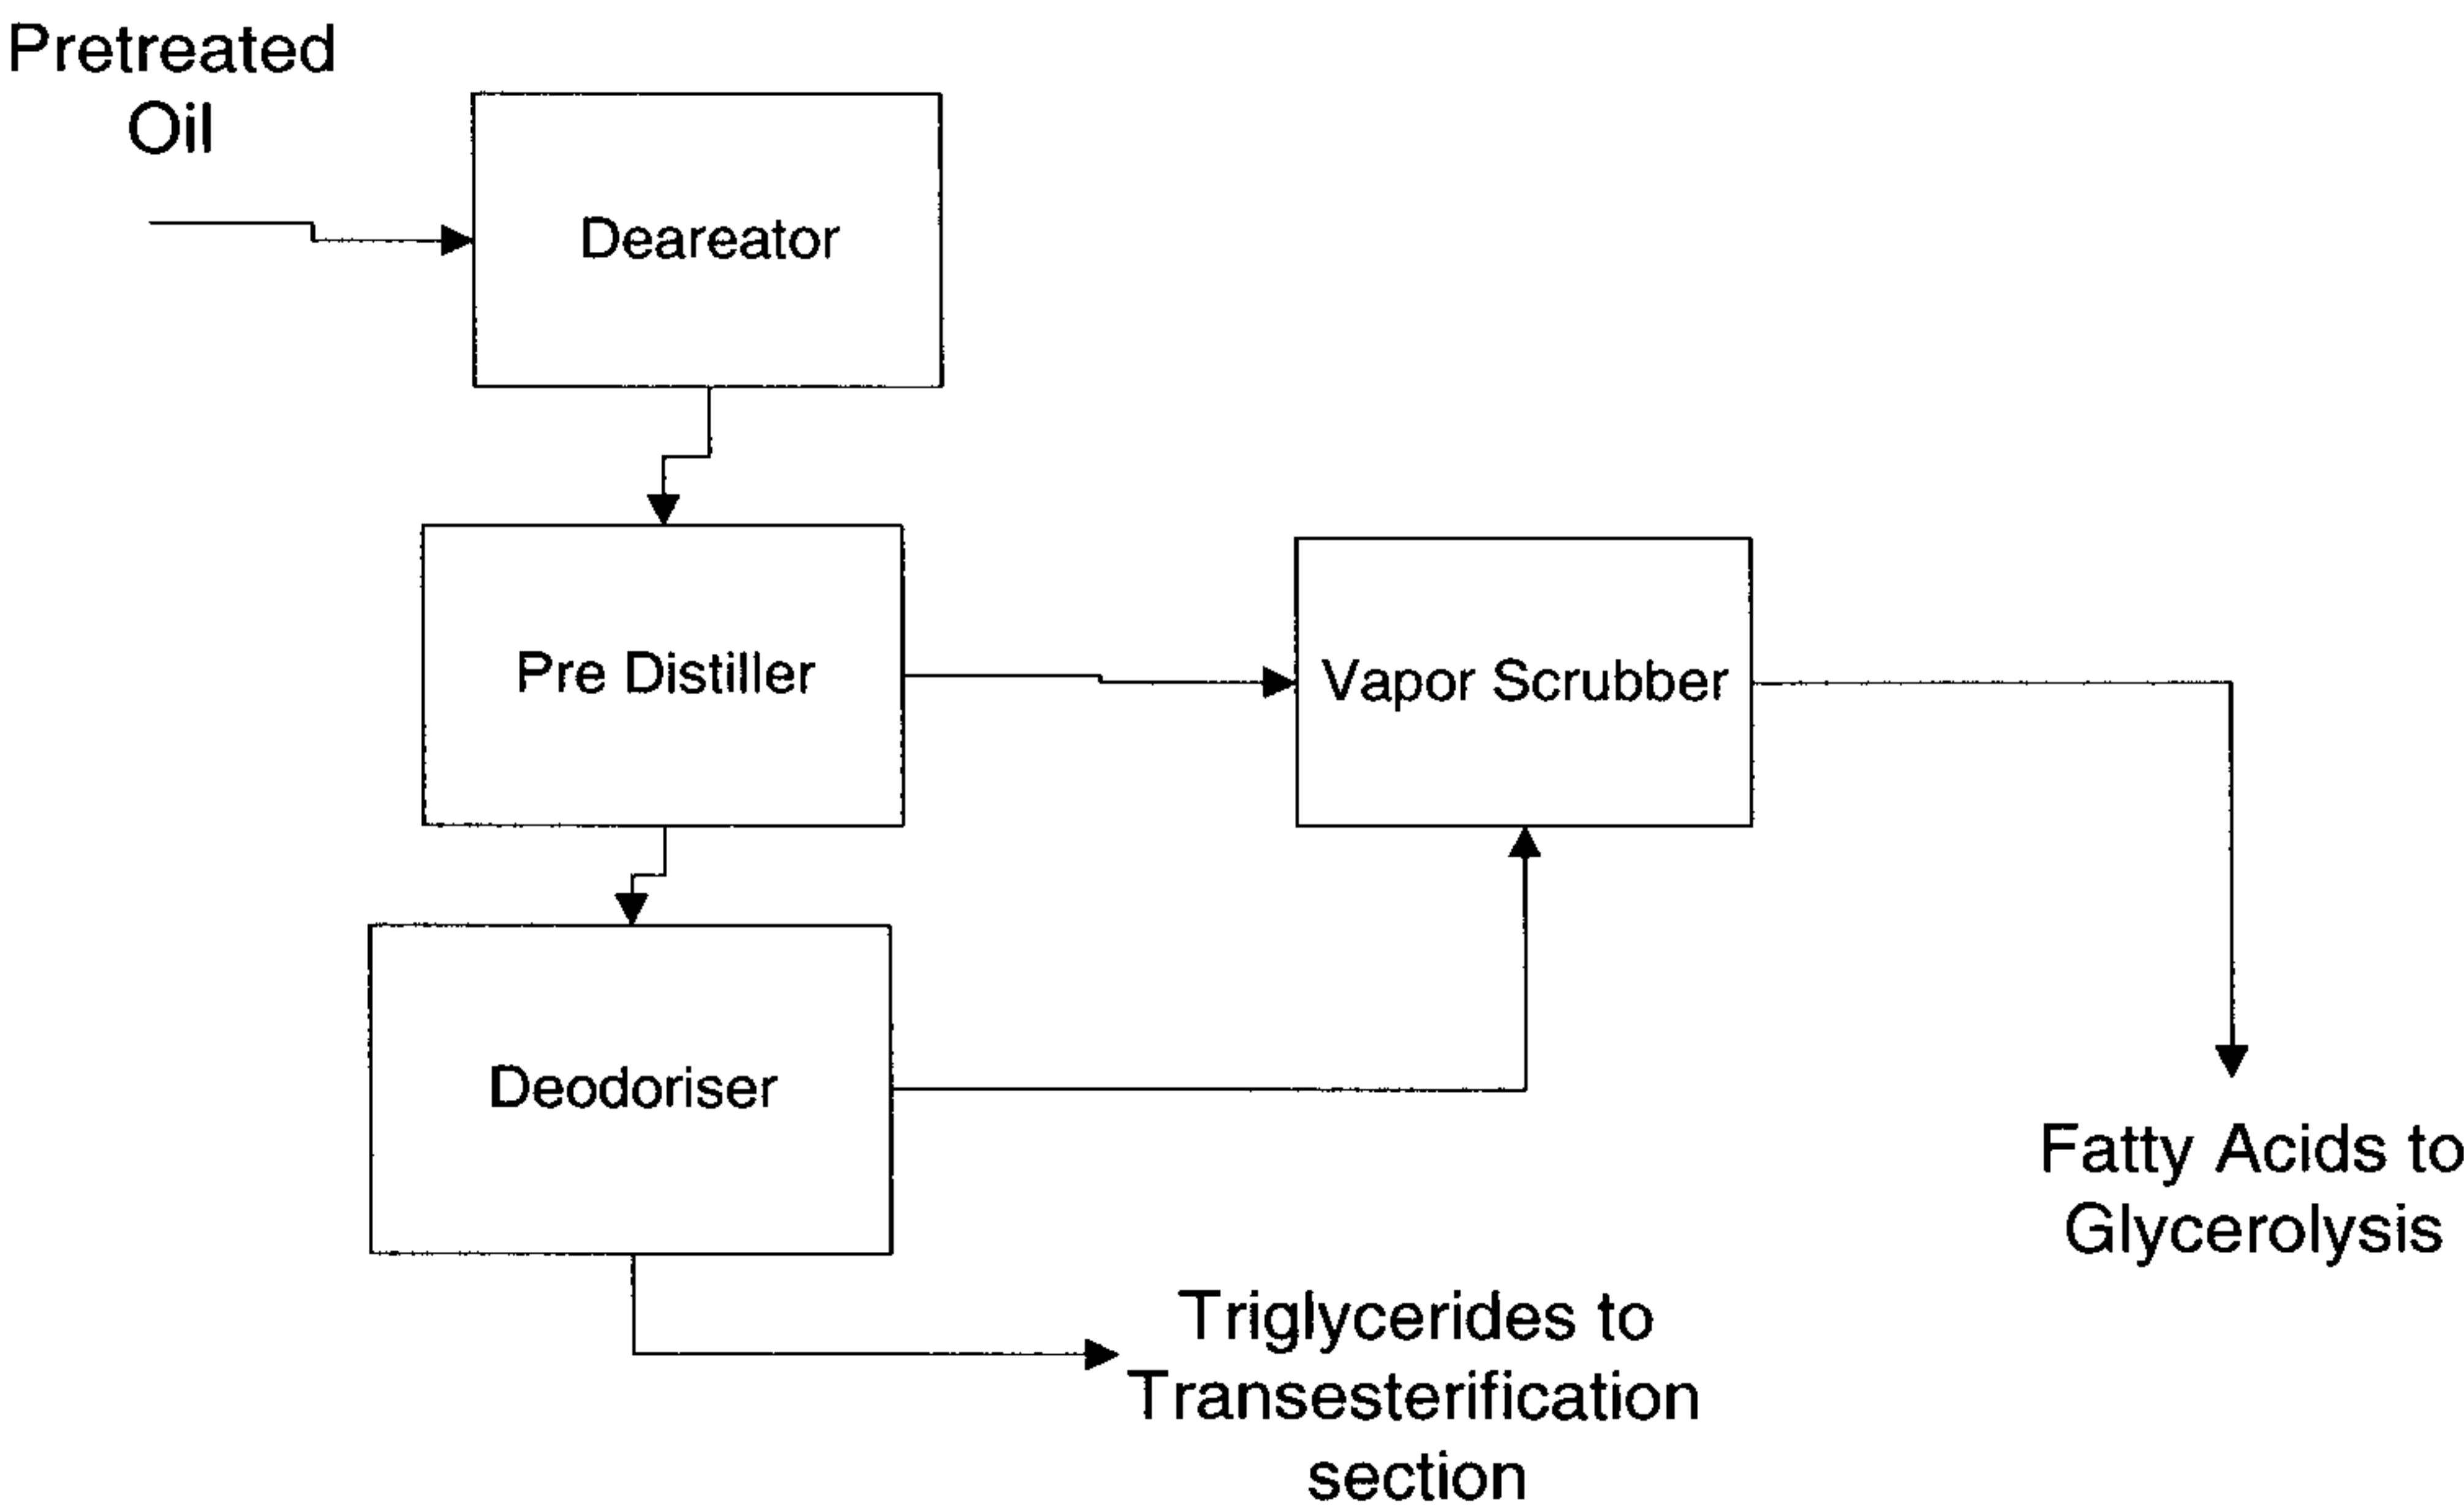 Pretreated
Oil
Deareator
Pre Distiller
Vapor Scrubber
Deodoriser
Fatty Acids to
Glycerolysis
Triglycerides to
Transesterification
section